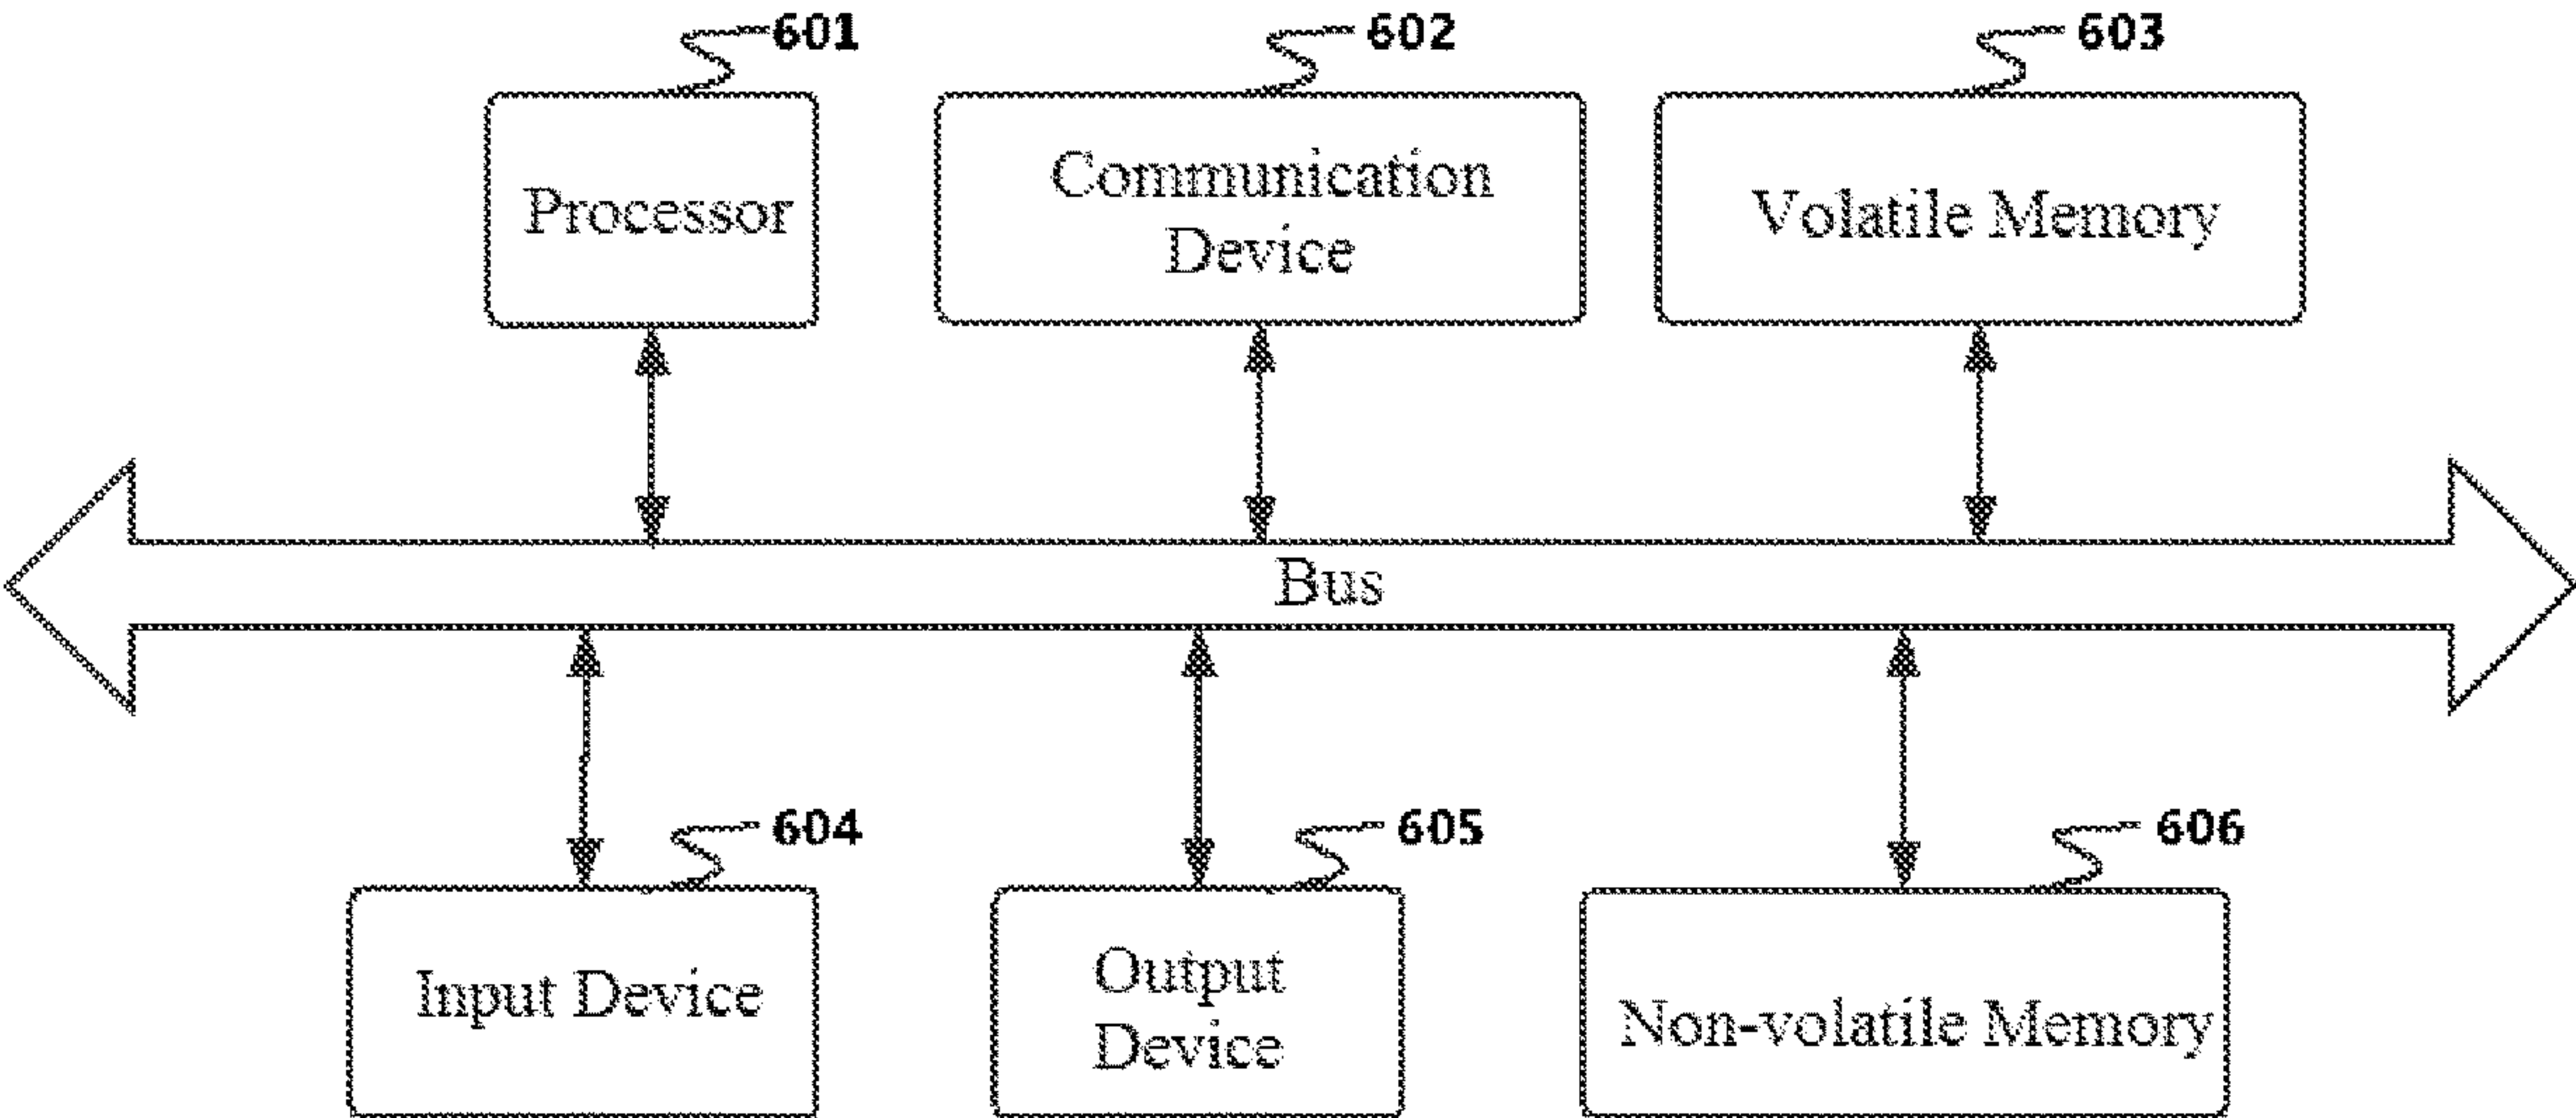 601
602
603
Processor
Communication
Device
Volatile Memory
Bus
604
605
606
Input Device
Output
Device
Non-volatile Memory